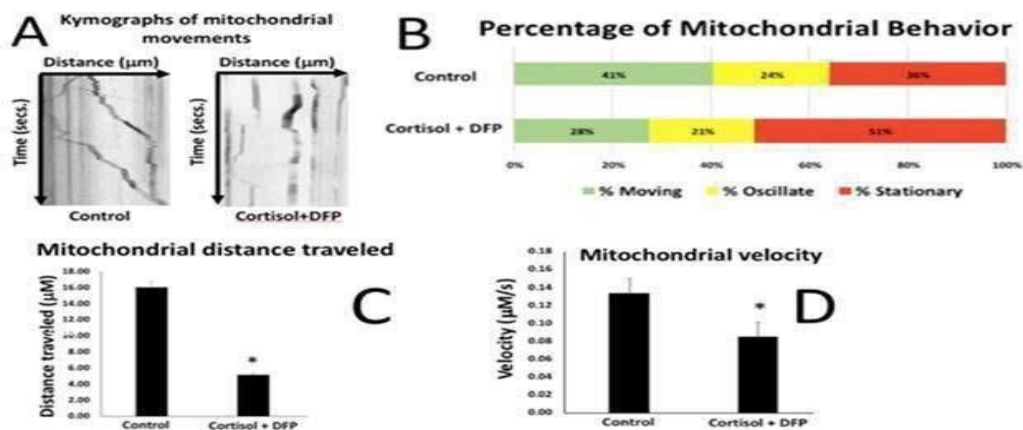 A
Kymographs of mitochondrial
movements
Distance (μm)
Distance (μm)
Time (secs.)
Time (secs.)
Control
Cortisol+DFP
B
Percentage of Mitochondrial Behavior
Control
41%
24%
36%
Cortisol + DFP
28%
21%
51%
0%
20%
40%
60%
80%
100%
% Moving
% Oscillate
% Stationary
Mitochondrial distance traveled
Distance traveled (μM)
18.00
16.00
14.00
12.00
10.00
8.00
6.00
4.00
2.00
0.00
*
Control
Cortisol + DFP
C
Mitochondrial velocity
Velocity (μM/s)
0.18
0.16
0.14
0.12
0.10
0.08
0.06
0.04
0.02
0.00
*
Control
Cortisol + DFP
D